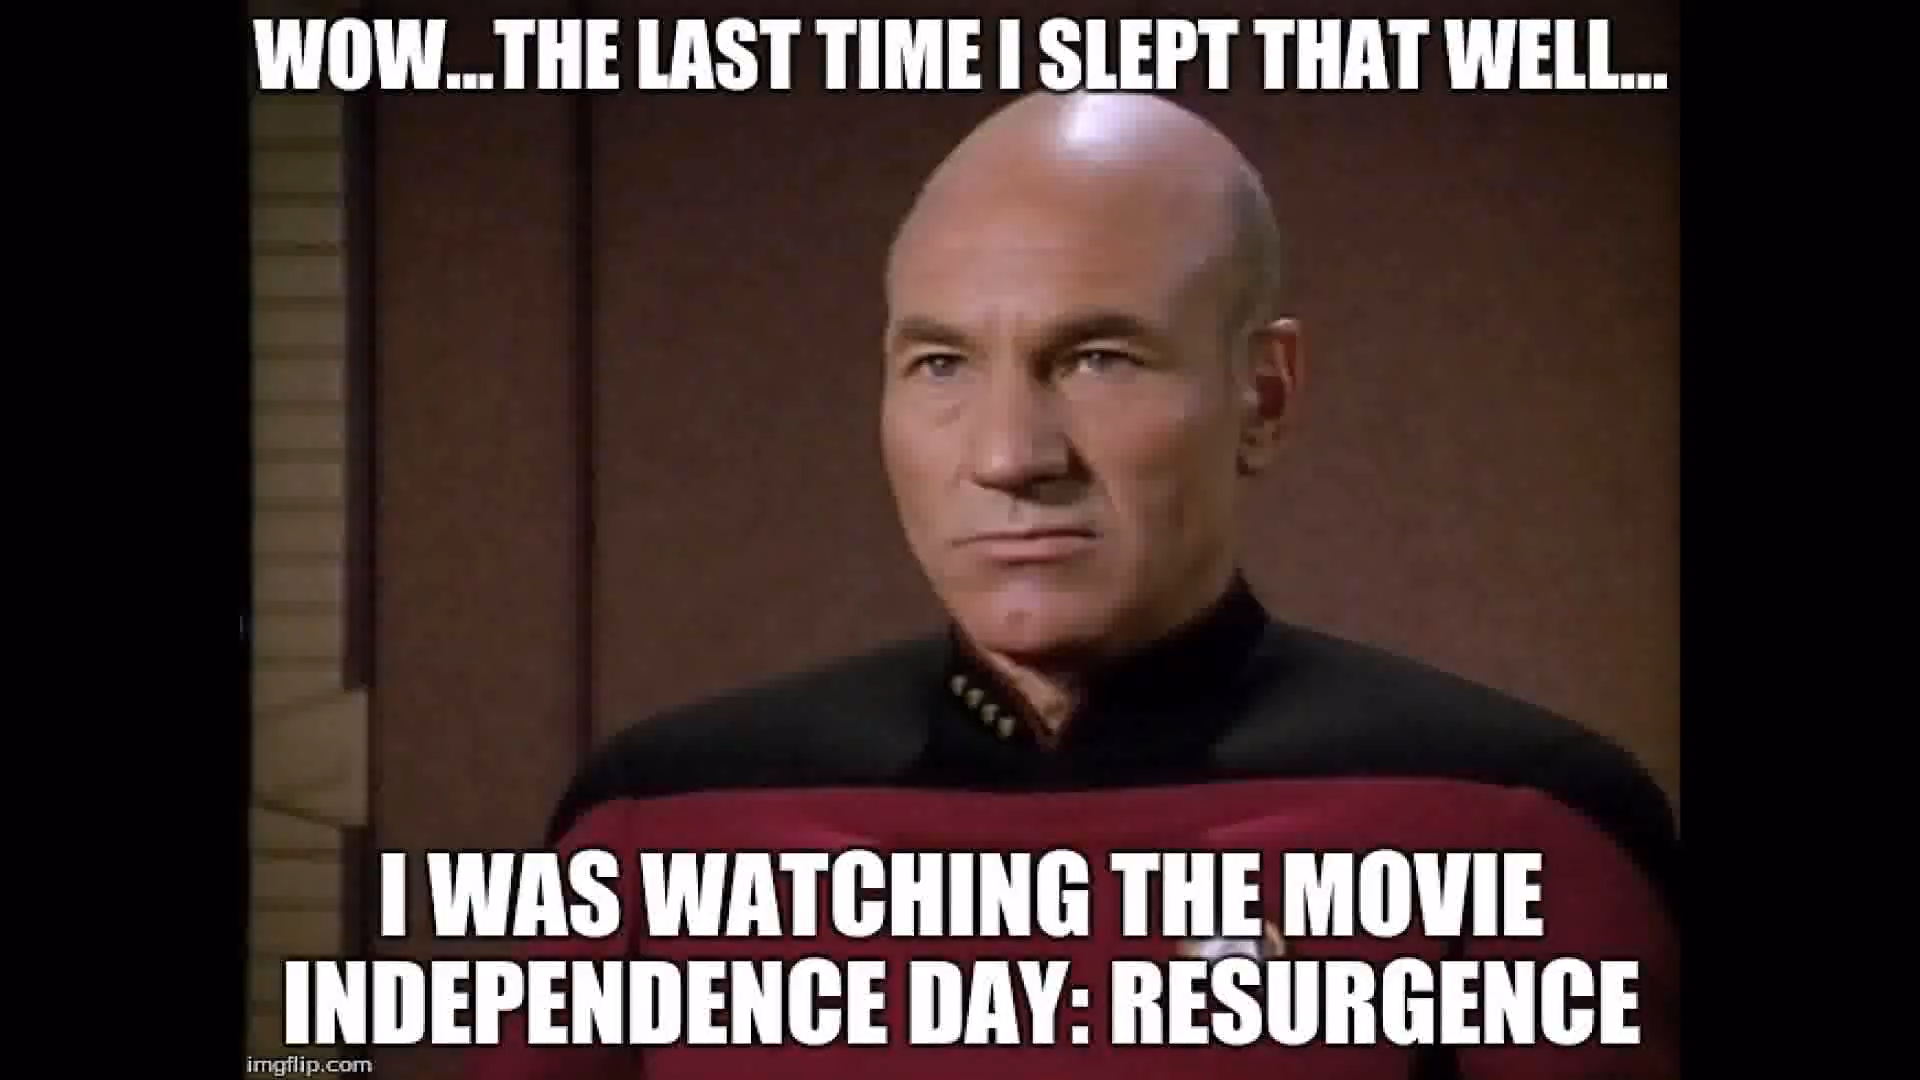 WOW...THE LAST TIME I SLEPT THAT WELL...
I WAS WATCHING THE MOVIE
INDEPENDENCE DAY: RESURGENCE
imgflip.com